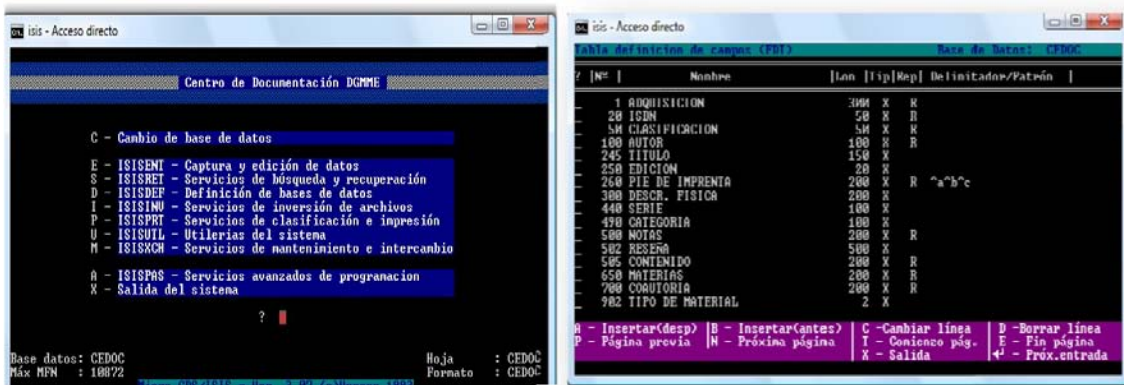 isis - Acceso directo
Centro de Documentación DGMME
C - Cambio de base de datos
E - ISISENT - Captura y edición de datos
S - ISISRET - Servicios de búsqueda y recuperación
D - ISISDEF - Definición de bases de datos
I - ISISINV - Servicios de inversión de archivos
P - ISISPRT - Servicios de clasificación e impresión
U - ISISUTL - Utilerias del sistema
M - ISISXCH - Servicios de mantenimiento e intercambio
A - ISISPAS - Servicios avanzados de programacion
X - Salida del sistema
?
Base datos: CEDOC Hoja : CEDOC
Máx MFN : 10872 Formato : CEDOC
isis - Acceso directo
Tabla definicion de campos (FDT) Base de Datos: CEDOC
? |Nº | Nombre |Lon |Tip|Rep| Delimitador/Patrón |
1 ADQUISICION X R
20 ISBN 50 X R
CLASIFICACION X R
100 AUTOR 100 X R
245 TITULO 150 X
250 EDICION 20 X
260 PIE DE IMPRENTA 200 X R ^a^b^c
300 DESCR. FISICA 200 X
440 SERIE 100 X
490 CATEGORIA 100 X
500 NOTAS 200 X R
502 RESEÑA 500 X
505 CONTENIDO 200 X R
650 MATERIAS 200 X R
700 COAUTORIA 200 X R
902 TIPO DE MATERIAL 2 X
A - Insertar(desp) |B - Insertar(antes) | C -Cambiar línea | D -Borrar línea
P - Página previa |N - Próxima página | T - Comienzo pág. | E - Fin página
| X - Salida |↵ - Próx.entrada